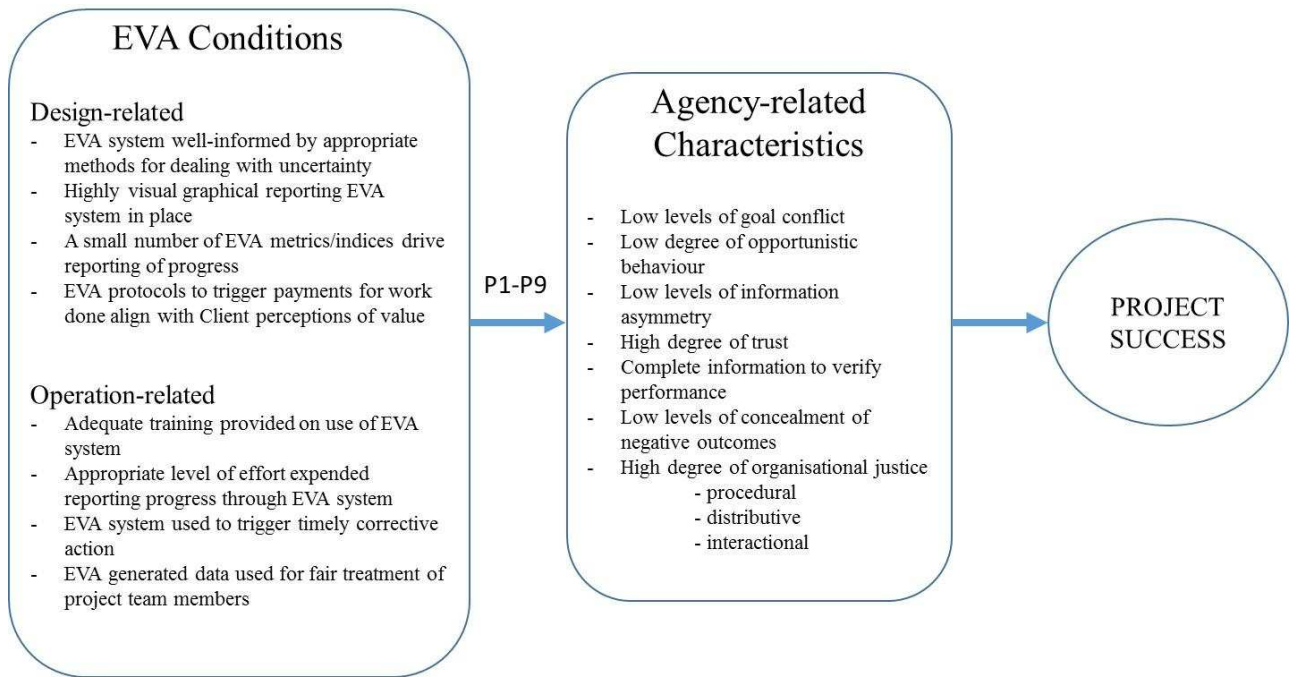 EVA Conditions
Design-related
- EVA system well-informed by appropriate
methods for dealing with uncertainty
- Highly visual graphical reporting EVA
system in place
- A small number of EVA metrics/indices drive
reporting of progress
- EVA protocols to trigger payments for work
done align with Client perceptions of value
Operation-related
- Adequate training provided on use of EVA
system
- Appropriate level of effort expended
reporting progress through EVA system
- EVA system used to trigger timely corrective
action
- EVA generated data used for fair treatment of
project team members
P1-P9
Agency-related
Characteristics
- Low levels of goal conflict
- Low degree of opportunistic
behaviour
- Low levels of information
asymmetry
- High degree of trust
- Complete information to verify
performance
- Low levels of concealment of
negative outcomes
- High degree of organisational justice
- procedural
- distributive
- interactional
PROJECT
SUCCESS